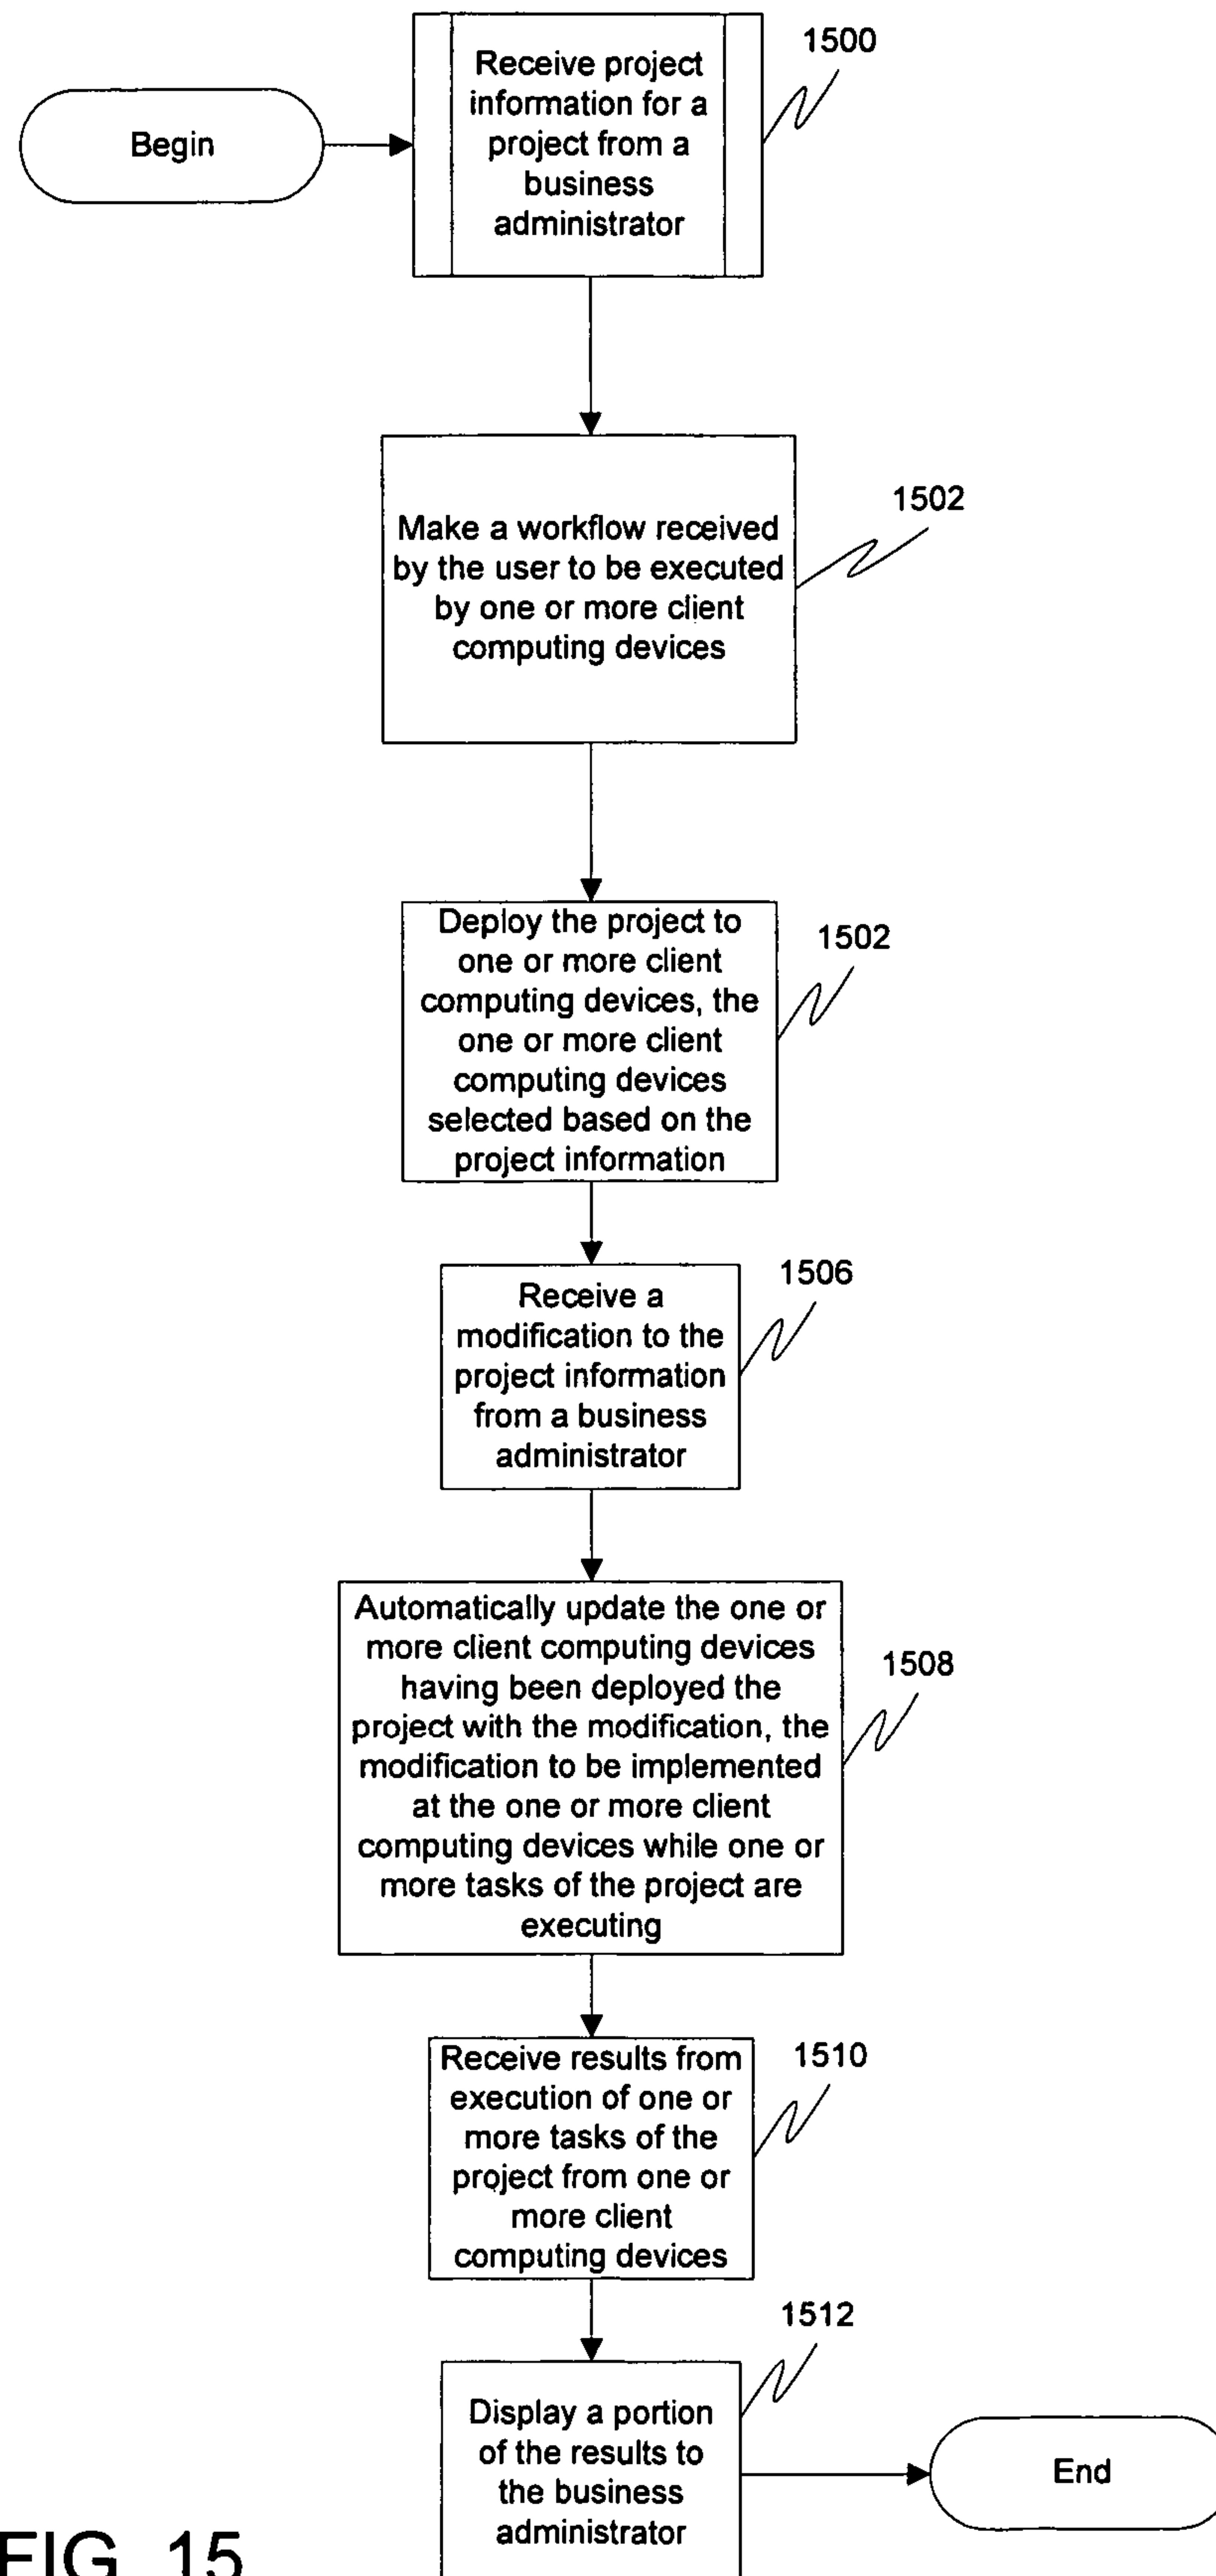 1500
Receive project
information for a
project from a
business
administrator
Begin
1502
Make a workflow received
by the user to be executed
by one or more client
computing devices
1502
Deploy the project to
one or more client
computing devices, the
one or more client
computing devices
selected based on the
project information
1506
Receive a
modification to the
project information
from a business
administrator
1508
Automatically update the one or
more client computing devices
having been deployed the
project with the modification, the
modification to be implemented
at the one or more client
computing devices while one or
more tasks of the project are
executing
1510
Receive results from
execution of one or
more tasks of the
project from one or
more client
computing devices
1512
Display a portion
of the results to
the business
administrator
End
FIG. 15